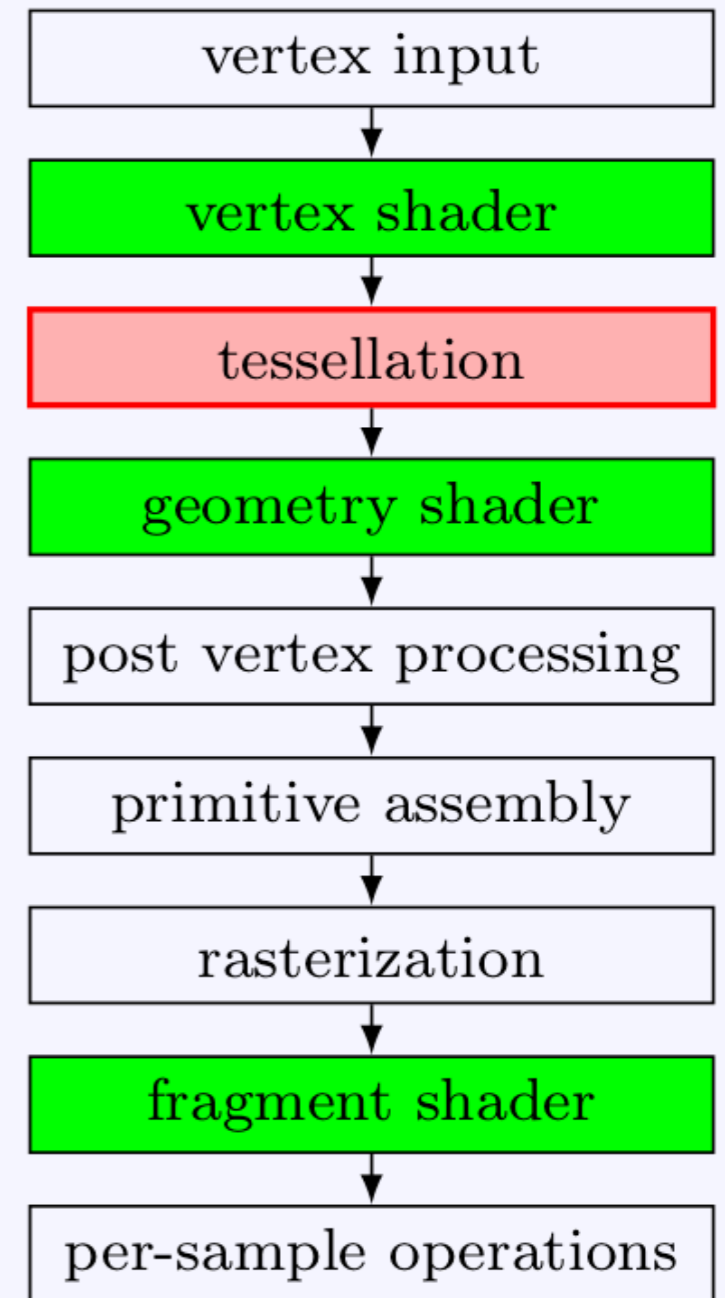 vertex input
vertex shader
tessellation
geometry shader
post vertex processing
primitive assembly
rasterization
fragment shader
per-sample operations